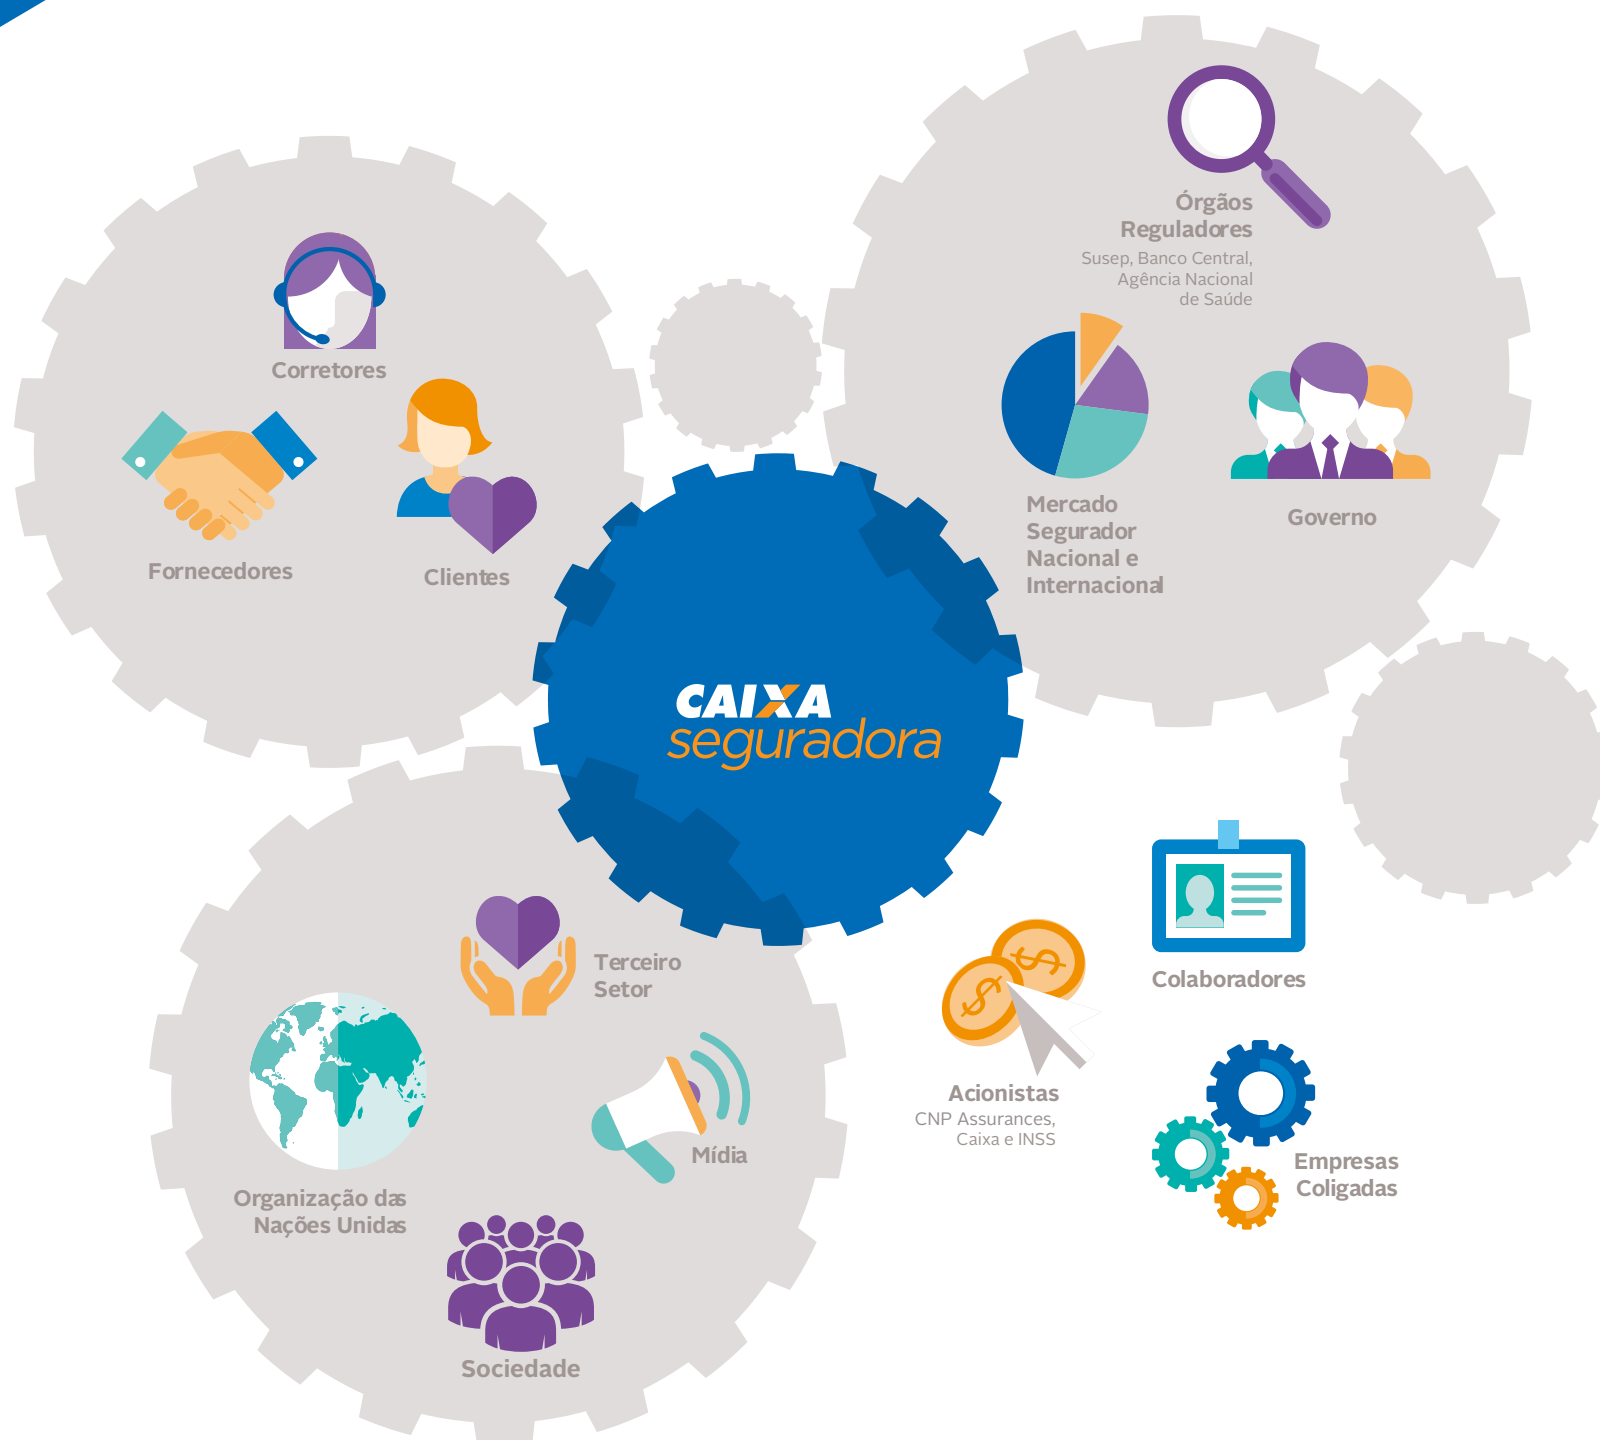 Órgãos
Reguladores
Susep, Banco Central,
Agência Nacional
de Saúde
Corretores
Fornecedores
Clientes
Mercado
Segurador
Nacional e
Internacional
Governo
CAIXA
seguradora
Terceiro
Setor
Organização das
Nações Unidas
Mídia
Sociedade
Colaboradores
Acionistas
CNP Assurances,
Caixa e INSS
Empresas
Coligadas